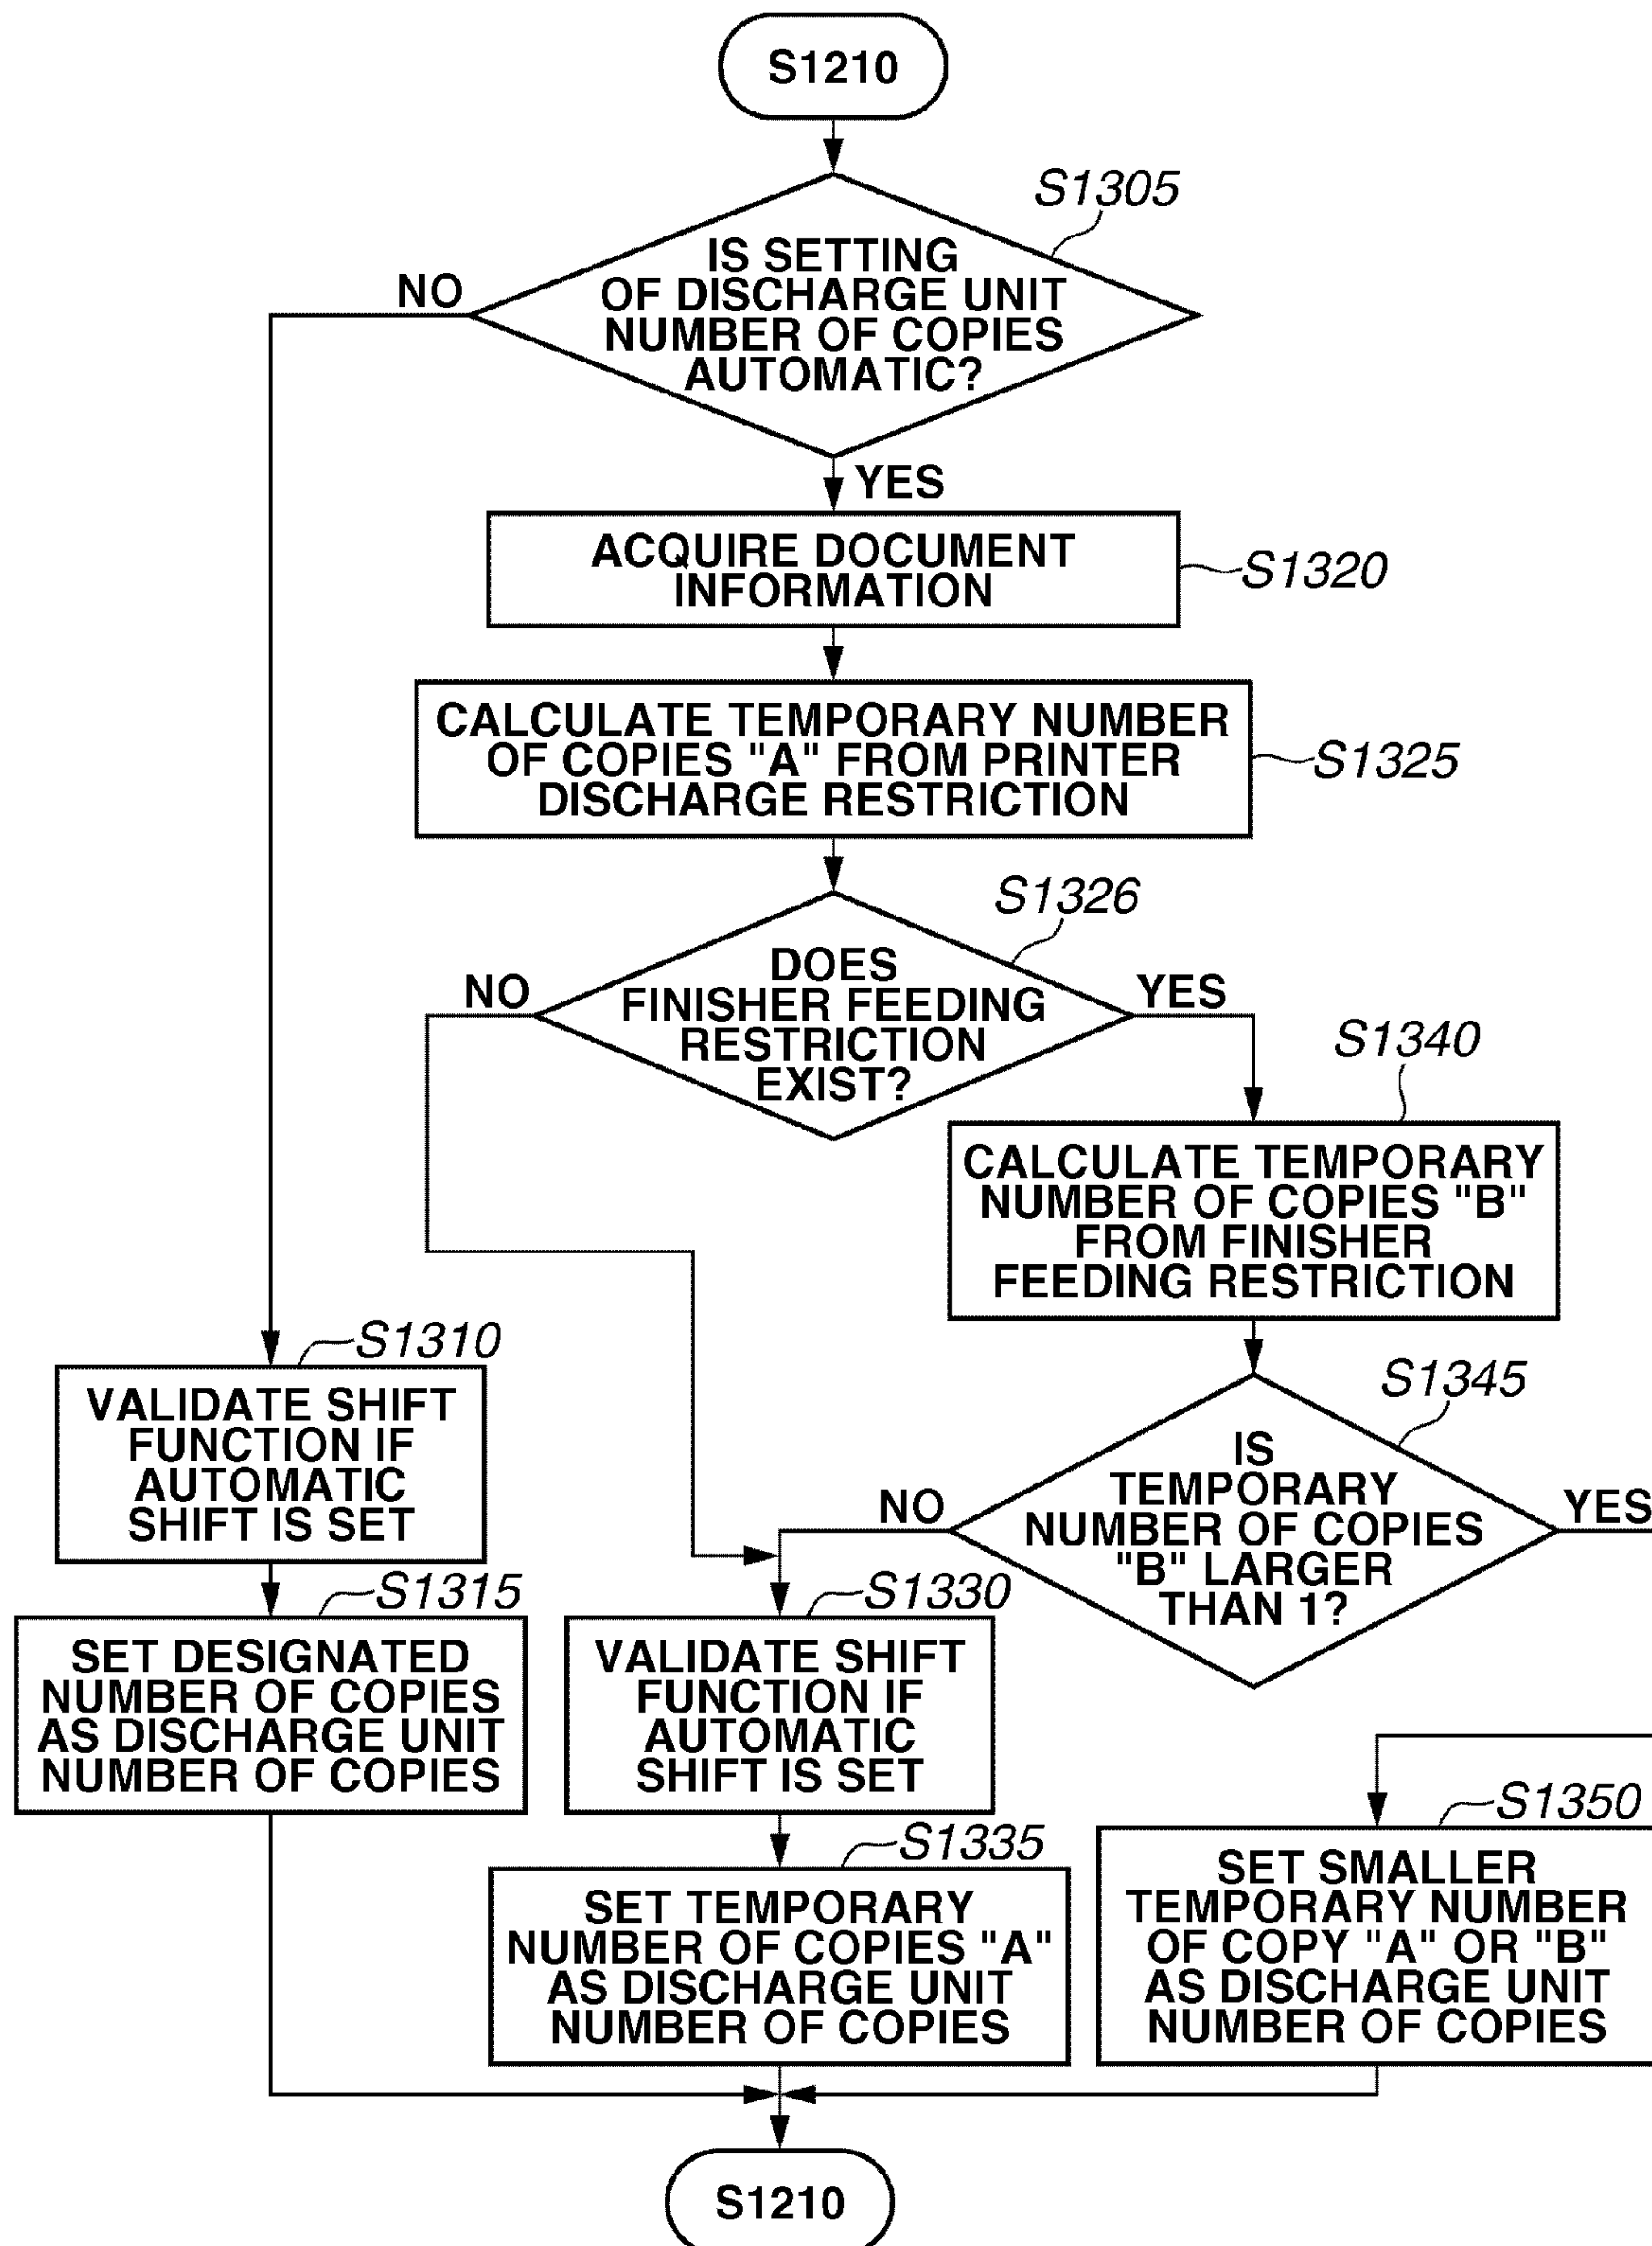 S1210
S1305
IS SETTING
OF DISCHARGE UNIT
NUMBER OF COPIES
AUTOMATIC?
NO
YES
ACQUIRE DOCUMENT
INFORMATION
S1320
CALCULATE TEMPORARY NUMBER
OF COPIES "A" FROM PRINTER
DISCHARGE RESTRICTION
S1325
S1326
DOES
FINISHER FEEDING
RESTRICTION
EXIST?
NO
YES
S1340
CALCULATE TEMPORARY
NUMBER OF COPIES "B"
FROM FINISHER
FEEDING RESTRICTION
S1310
VALIDATE SHIFT
FUNCTION IF
AUTOMATIC
SHIFT IS SET
S1345
IS
TEMPORARY
NUMBER OF COPIES
"B" LARGER
THAN 1?
NO
YES
S1315
SET DESIGNATED
NUMBER OF COPIES
AS DISCHARGE UNIT
NUMBER OF COPIES
S1330
VALIDATE SHIFT
FUNCTION IF
AUTOMATIC
SHIFT IS SET
S1335
SET TEMPORARY
NUMBER OF COPIES "A"
AS DISCHARGE UNIT
NUMBER OF COPIES
S1350
SET SMALLER
TEMPORARY NUMBER
OF COPY "A" OR "B"
AS DISCHARGE UNIT
NUMBER OF COPIES
S1210